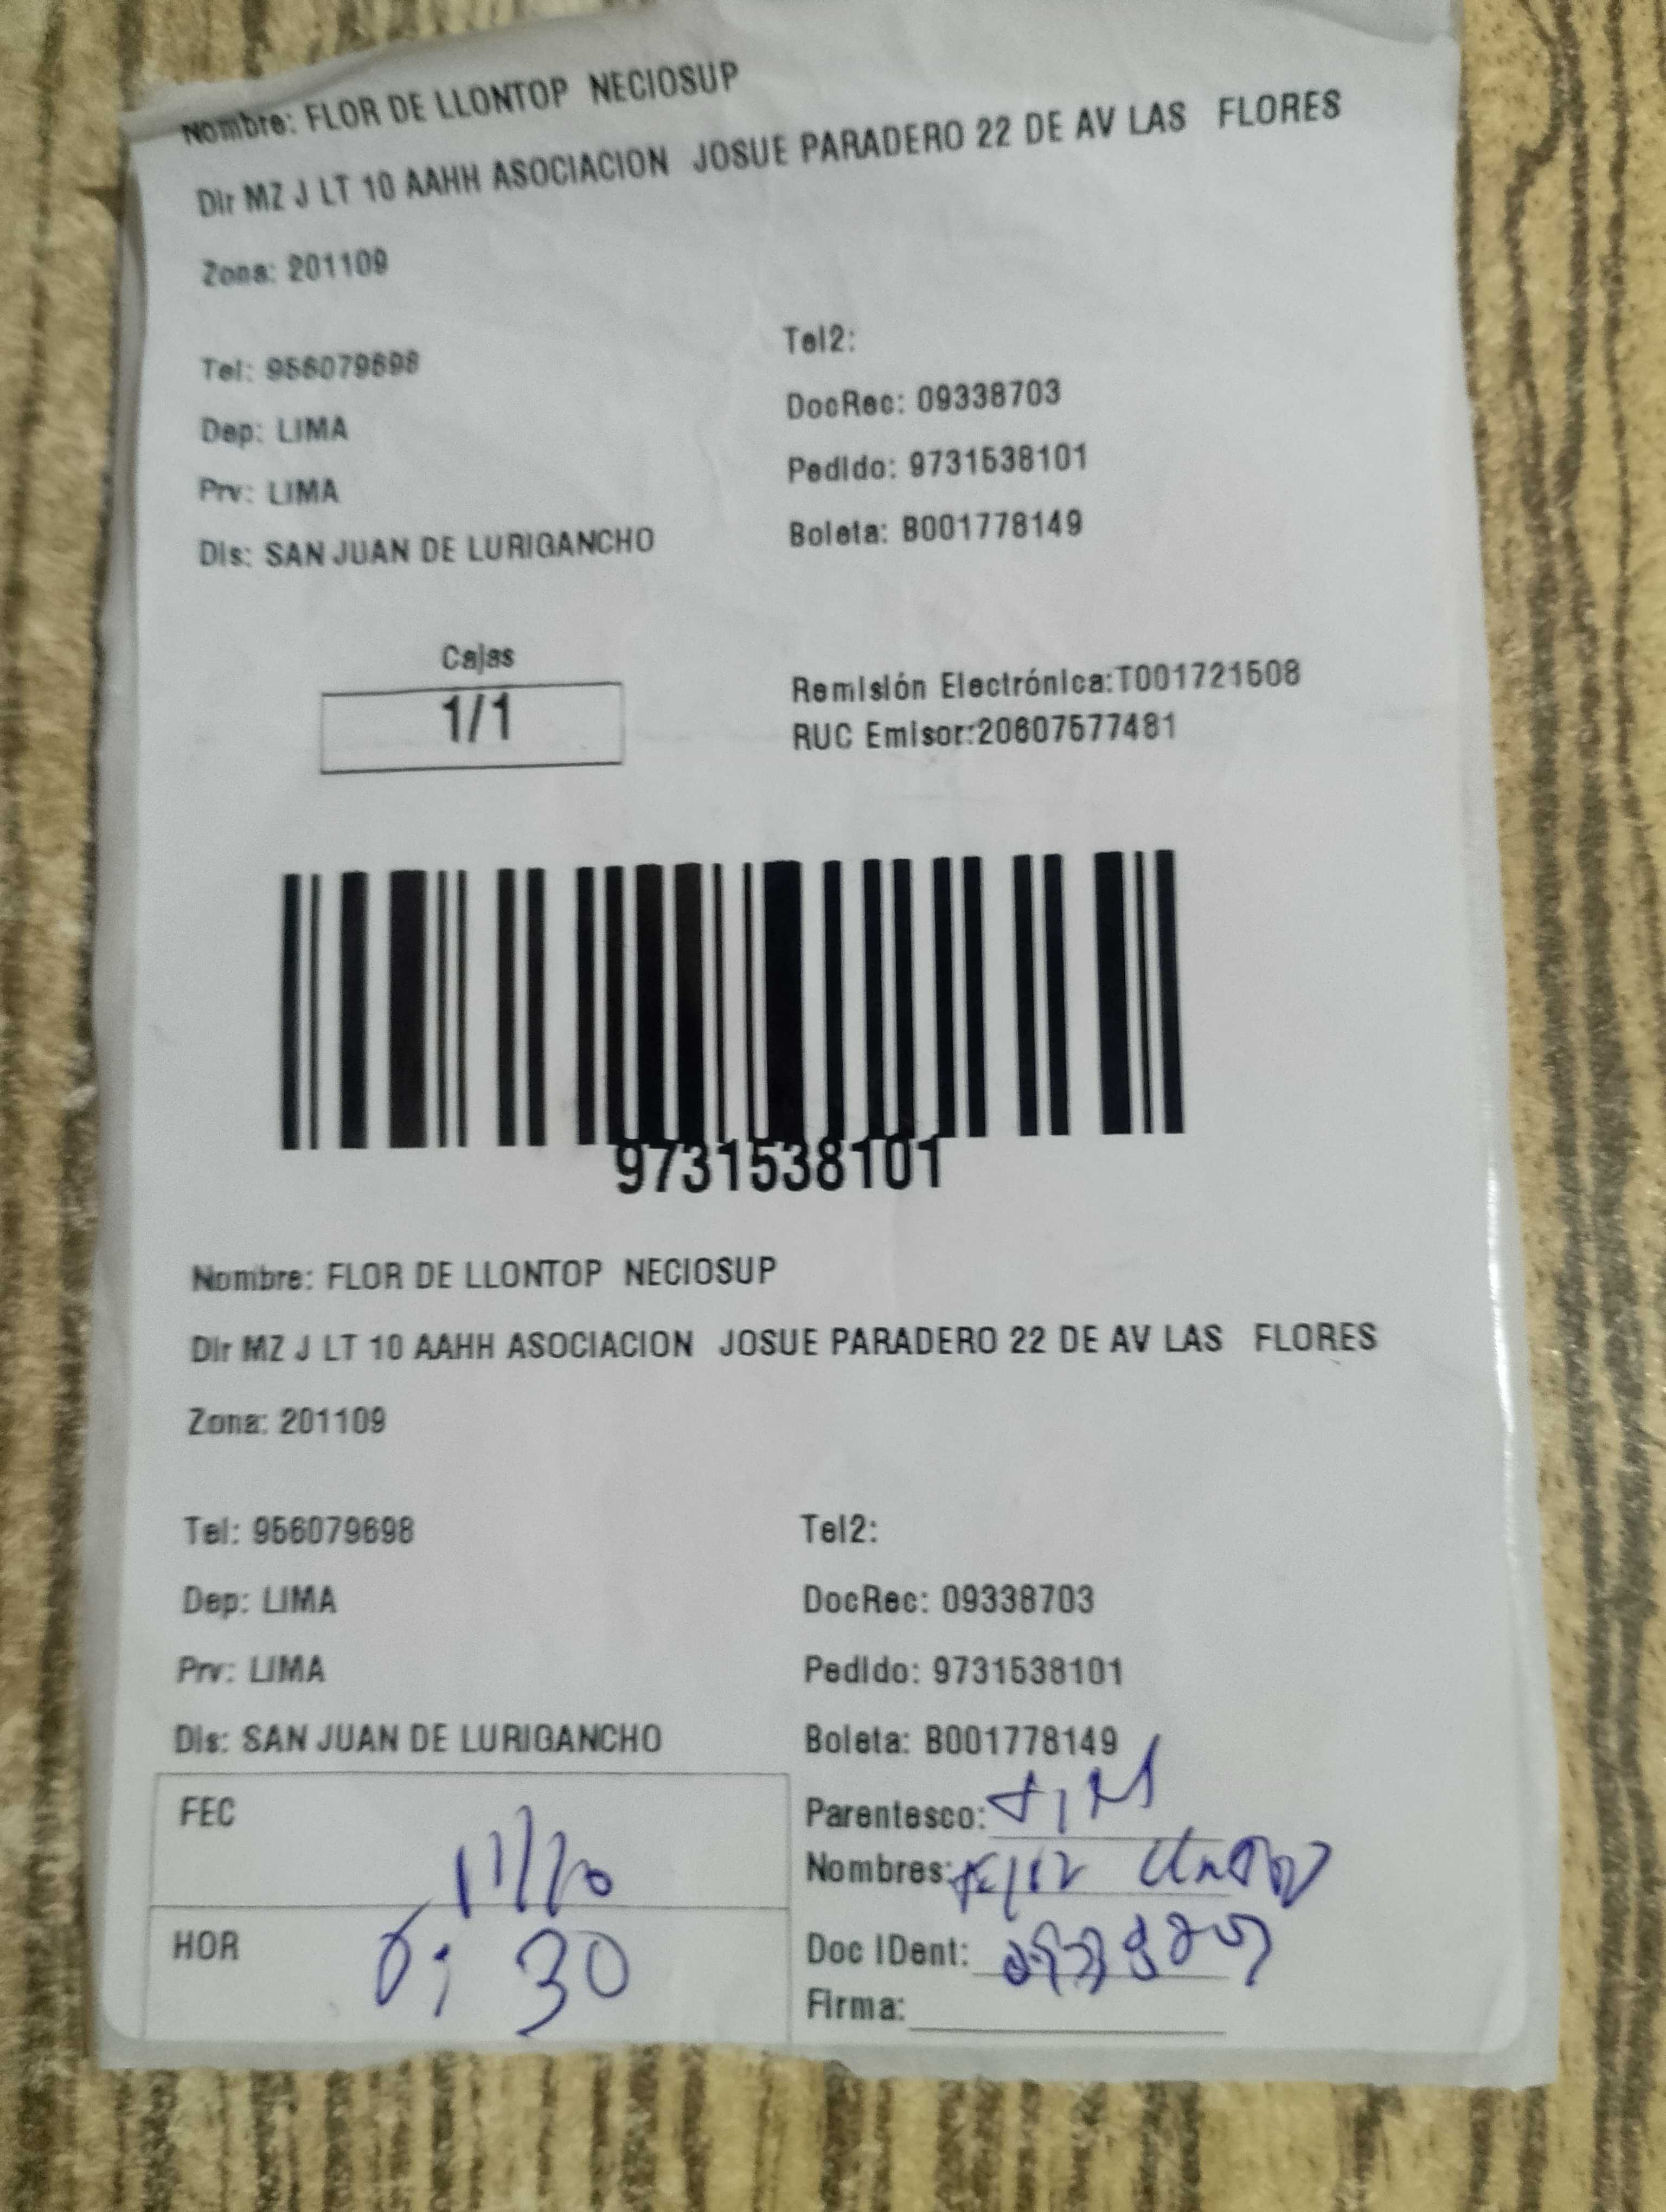 Nombre: FLOR DE LLONTOP NECIOSUP
Dir MZ J LT 10 AAHH ASOCIACION JOSUE PARADERO 22 DE AV LAS FLORES
Zona: 201109
Tel: 956079698 Tel2:
Dep: LIMA DocRec: 09338703
Prv: LIMA Pedido: 9731538101
Dis: SAN JUAN DE LURIGANCHO Boleta: B001778149
Cajas
1/1
Remisión Electrónica:T001721508
RUC Emisor:20607577481
9731538101
Nombre: FLOR DE LLONTOP NECIOSUP
Dir MZ J LT 10 AAHH ASOCIACION JOSUE PARADERO 22 DE AV LAS FLORES
Zona: 201109
Tel: 956079698 Tel2:
Dep: LIMA DocRec: 09338703
Prv: LIMA Pedido: 9731538101
Dis: SAN JUAN DE LURIGANCHO Boleta: B001778149
FEC Parentesco:
Nombres:
HOR 6: 30 Doc IDent:
Firma: